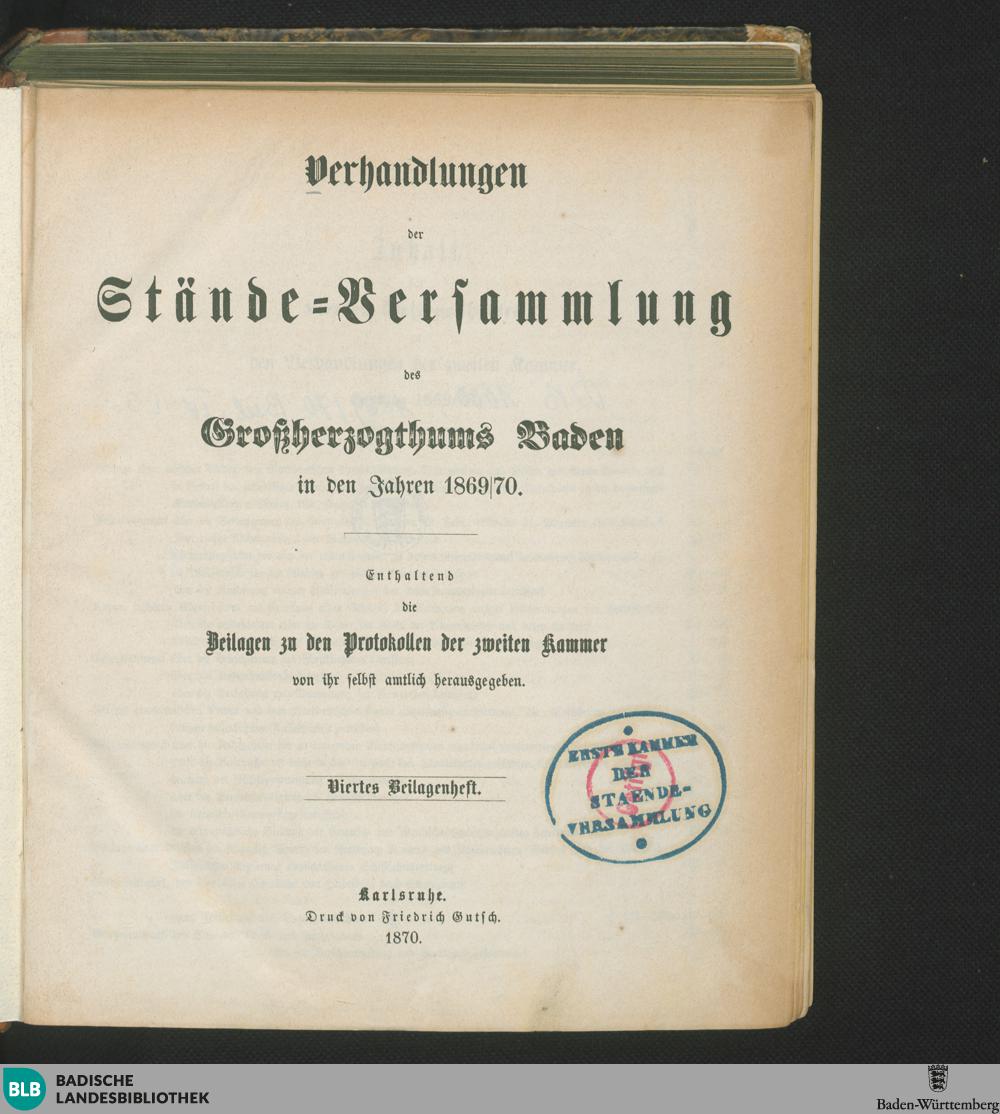 Verhandlungen
der
Stände=Versammlung
des
Großherzogthums Baden
in den Jahren 1869|70.
Enthaltend
die
Beilagen zu den Protokollen der zweiten Kammer
von ihr selbst amtlich herausgegeben.
Viertes Beilagenheft.
ERSTE KAMMER
DER
STAENDE-
VERSAMMLUNG
Karlsruhe.
Druck von Friedrich Gutsch.
1870.
BLB
BADISCHE
LANDESBIBLIOTHEK
Baden-Württemberg